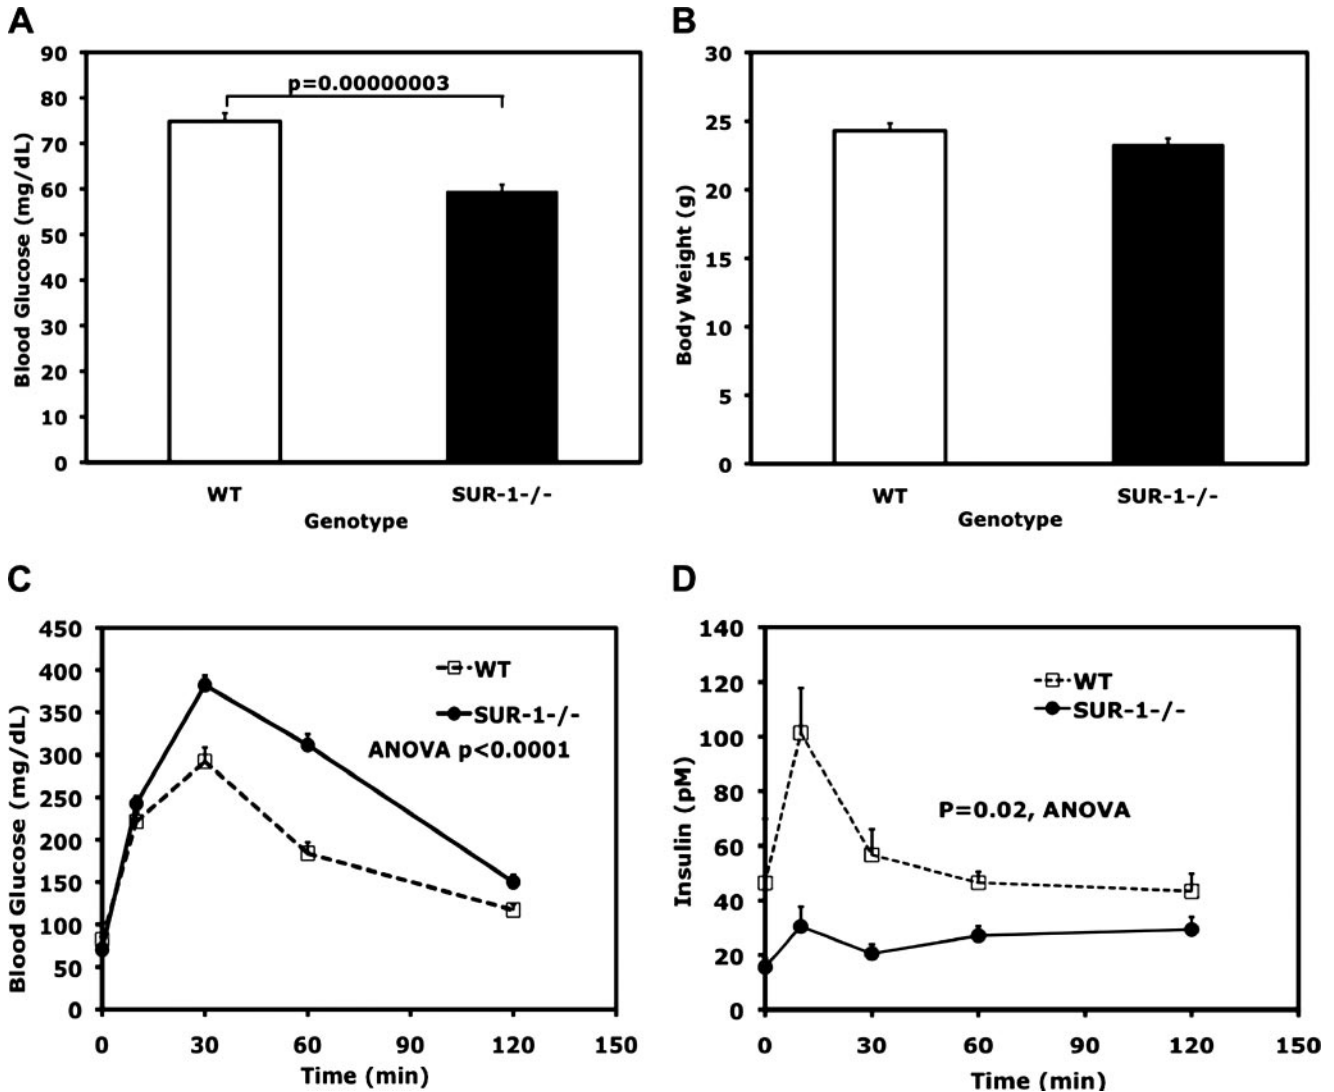 A
90
80
70
60
50
40
30
20
10
0
Blood Glucose (mg/dL)
p=0.00000003
WT
SUR-1-/-
Genotype
B
30
25
20
15
10
5
0
Body Weight (g)
WT
SUR-1-/-
Genotype
C
450
400
350
300
250
200
150
100
50
0
Blood Glucose (mg/dL)
WT
SUR-1-/-
ANOVA p<0.0001
0 30 60 90 120 150
Time (min)
D
140
120
100
80
60
40
20
0
Insulin (pM)
WT
SUR-1-/-
P=0.02, ANOVA
0 30 60 90 120 150
Time (min)